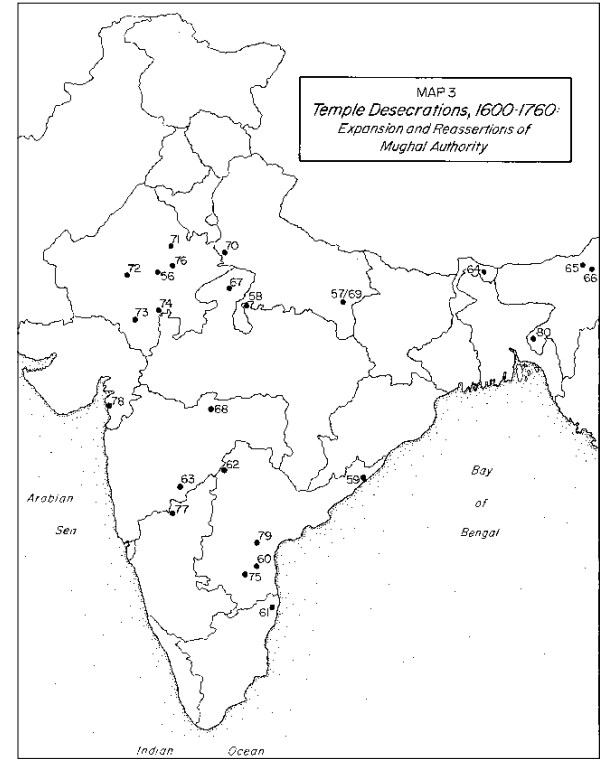 MAP 3
Temple Desecrations, 1600-1760:
Expansion and Reassertions of
Mughal Authority
71
70
76
72
56
64
65
66
67
58
57/69
74
73
80
78
68
62
63
59
77
79
60
75
61
Arabian
Sea
Bay
of
Bengal
Indian Ocean